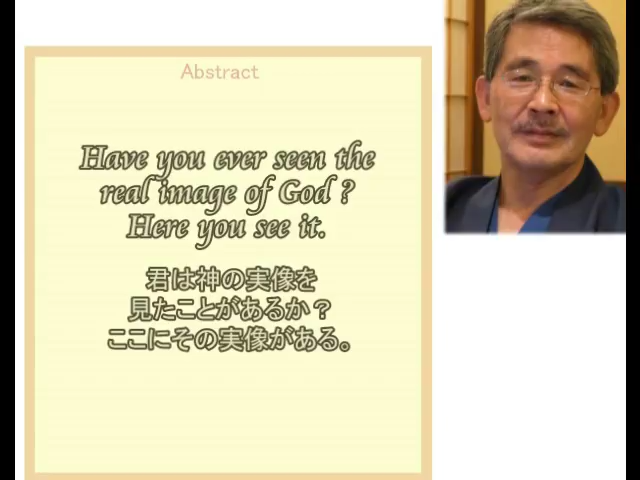 Abstract
Have you ever seen the
real image of God ?
Here you see it.
君は神の実像を
見たことがあるか？
ここにその実像がある。